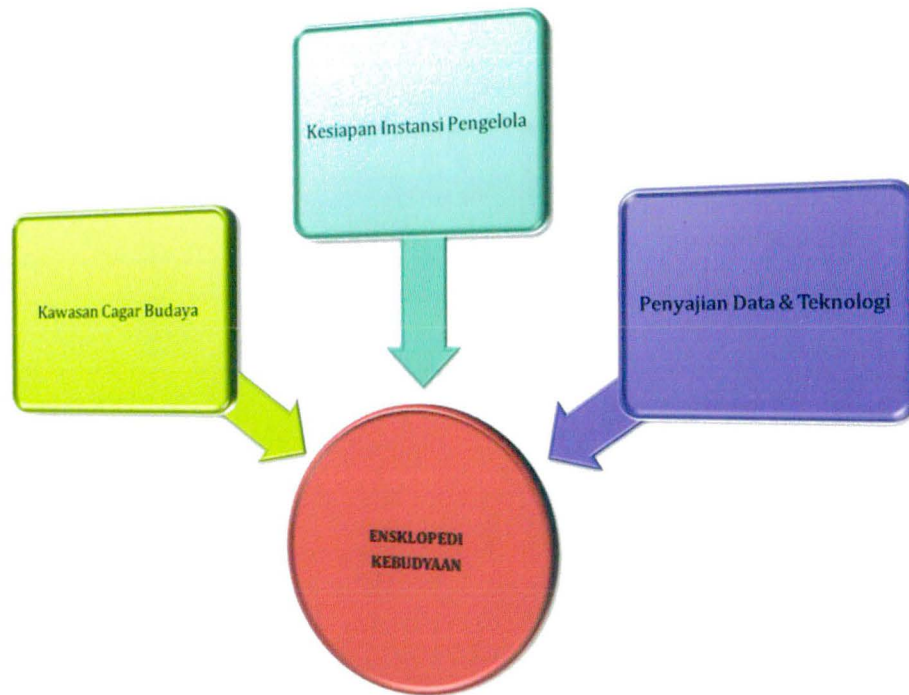 Kesiapan Instansi Pengelola
Kawasan Cagar Budaya
Penyajian Data & Teknologi
ENSKLOPEDI
KEBUDYAAN